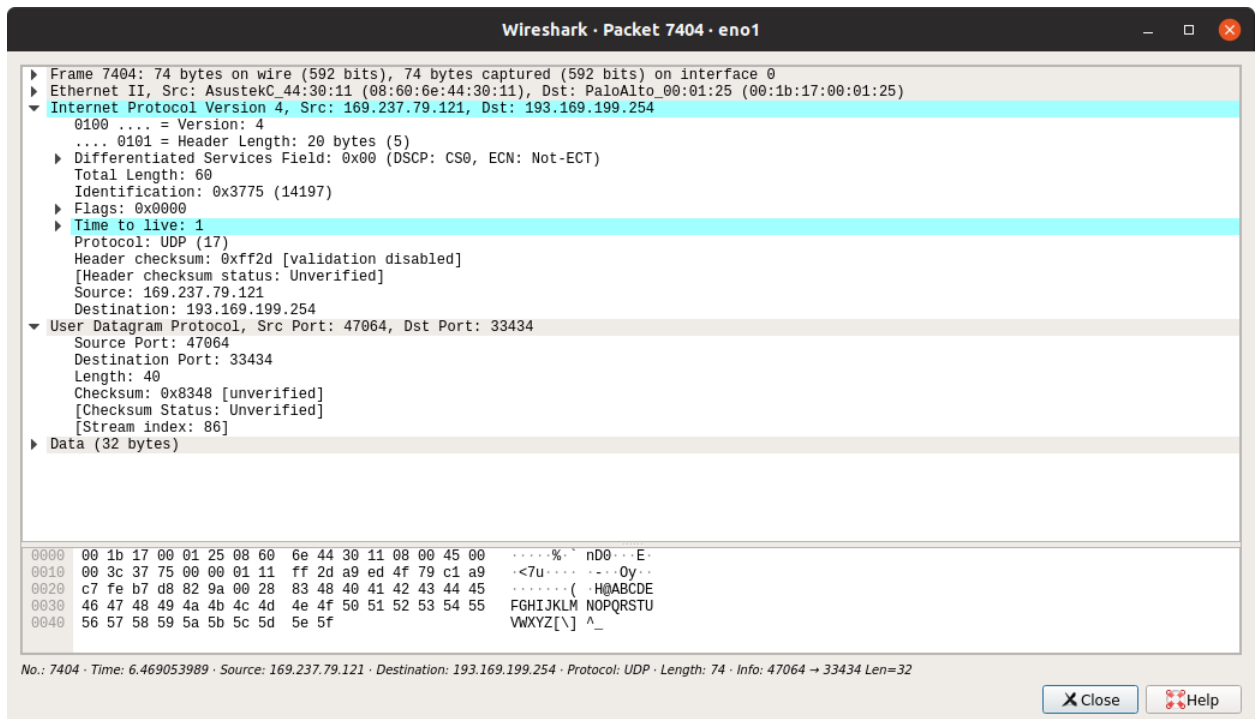 Wireshark · Packet 7404 · eno1
Frame 7404: 74 bytes on wire (592 bits), 74 bytes captured (592 bits) on interface 0
Ethernet II, Src: AsustekC_44:30:11 (08:60:6e:44:30:11), Dst: PaloAlto_00:01:25 (00:1b:17:00:01:25)
Internet Protocol Version 4, Src: 169.237.79.121, Dst: 193.169.199.254
0100 .... = Version: 4
.... 0101 = Header Length: 20 bytes (5)
Differentiated Services Field: 0x00 (DSCP: CS0, ECN: Not-ECT)
Total Length: 60
Identification: 0x3775 (14197)
Flags: 0x0000
Time to live: 1
Protocol: UDP (17)
Header checksum: 0xff2d [validation disabled]
[Header checksum status: Unverified]
Source: 169.237.79.121
Destination: 193.169.199.254
User Datagram Protocol, Src Port: 47064, Dst Port: 33434
Source Port: 47064
Destination Port: 33434
Length: 40
Checksum: 0x8348 [unverified]
[Checksum Status: Unverified]
[Stream index: 86]
Data (32 bytes)
0000 00 1b 17 00 01 25 08 60 6e 44 30 11 08 00 45 00 ·····%·` nD0···E·
0010 00 3c 37 75 00 00 01 11 ff 2d a9 ed 4f 79 c1 a9 ·<7u···· ·-··Oy··
0020 c7 fe b7 d8 82 9a 00 28 83 48 40 41 42 43 44 45 ·······( ·H@ABCDE
0030 46 47 48 49 4a 4b 4c 4d 4e 4f 50 51 52 53 54 55 FGHIJKLM NOPQRSTU
0040 56 57 58 59 5a 5b 5c 5d 5e 5f VWXYZ[\] ^_
No.: 7404 · Time: 6.469053989 · Source: 169.237.79.121 · Destination: 193.169.199.254 · Protocol: UDP · Length: 74 · Info: 47064 → 33434 Len=32
Close Help